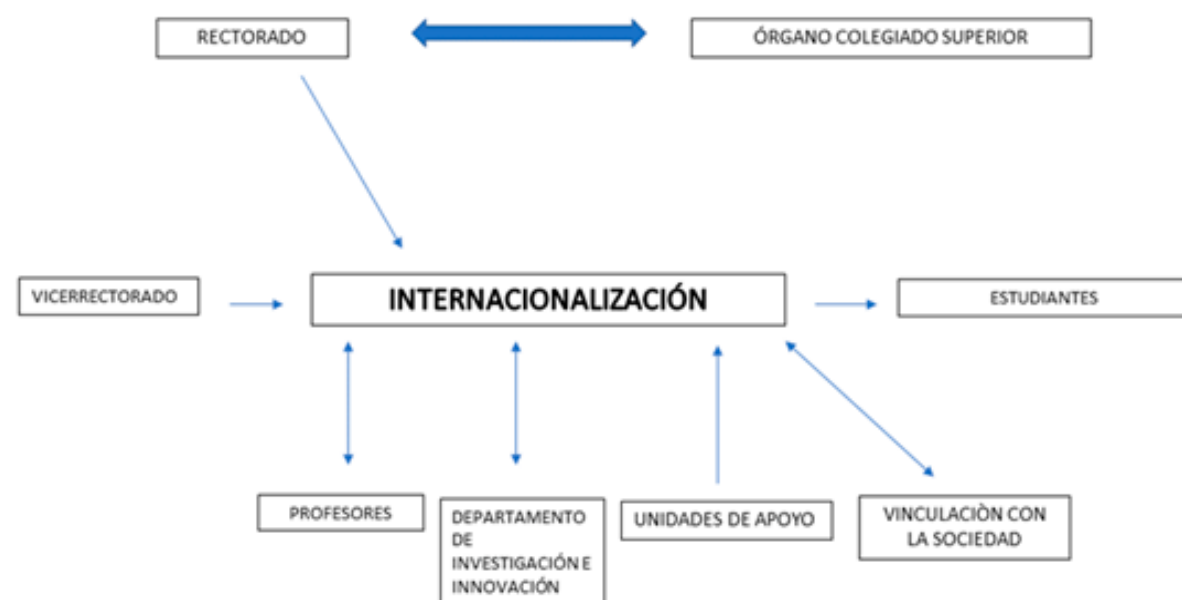 RECTORADO
ÓRGANO COLEGIADO SUPERIOR
VICERRECTORADO
INTERNACIONALIZACIÓN
ESTUDIANTES
PROFESORES
DEPARTAMENTO
DE
INVESTIGACIÓN E
INNOVACIÓN
UNIDADES DE APOYO
VINCULACIÒN CON
LA SOCIEDAD